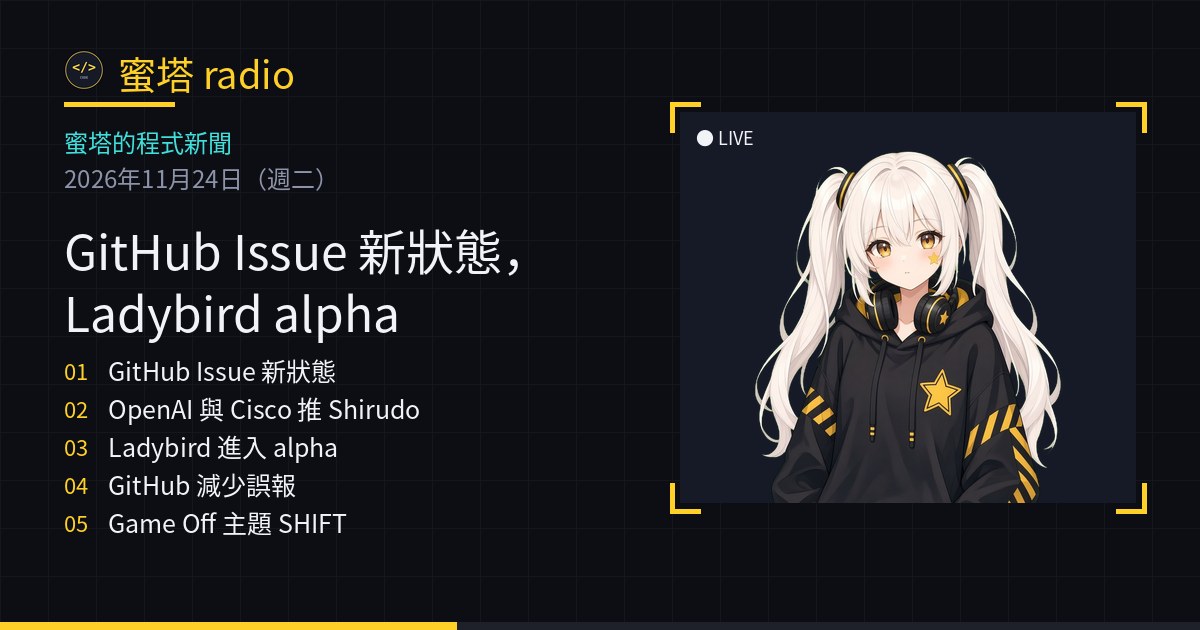 </>
蜜塔 radio
蜜塔的程式新聞
2026年11月24日（週二）
GitHub Issue 新狀態，
Ladybird alpha
01 GitHub Issue 新狀態
02 OpenAI 與 Cisco 推 Shirudo
03 Ladybird 進入 alpha
04 GitHub 減少誤報
05 Game Off 主題 SHIFT
LIVE